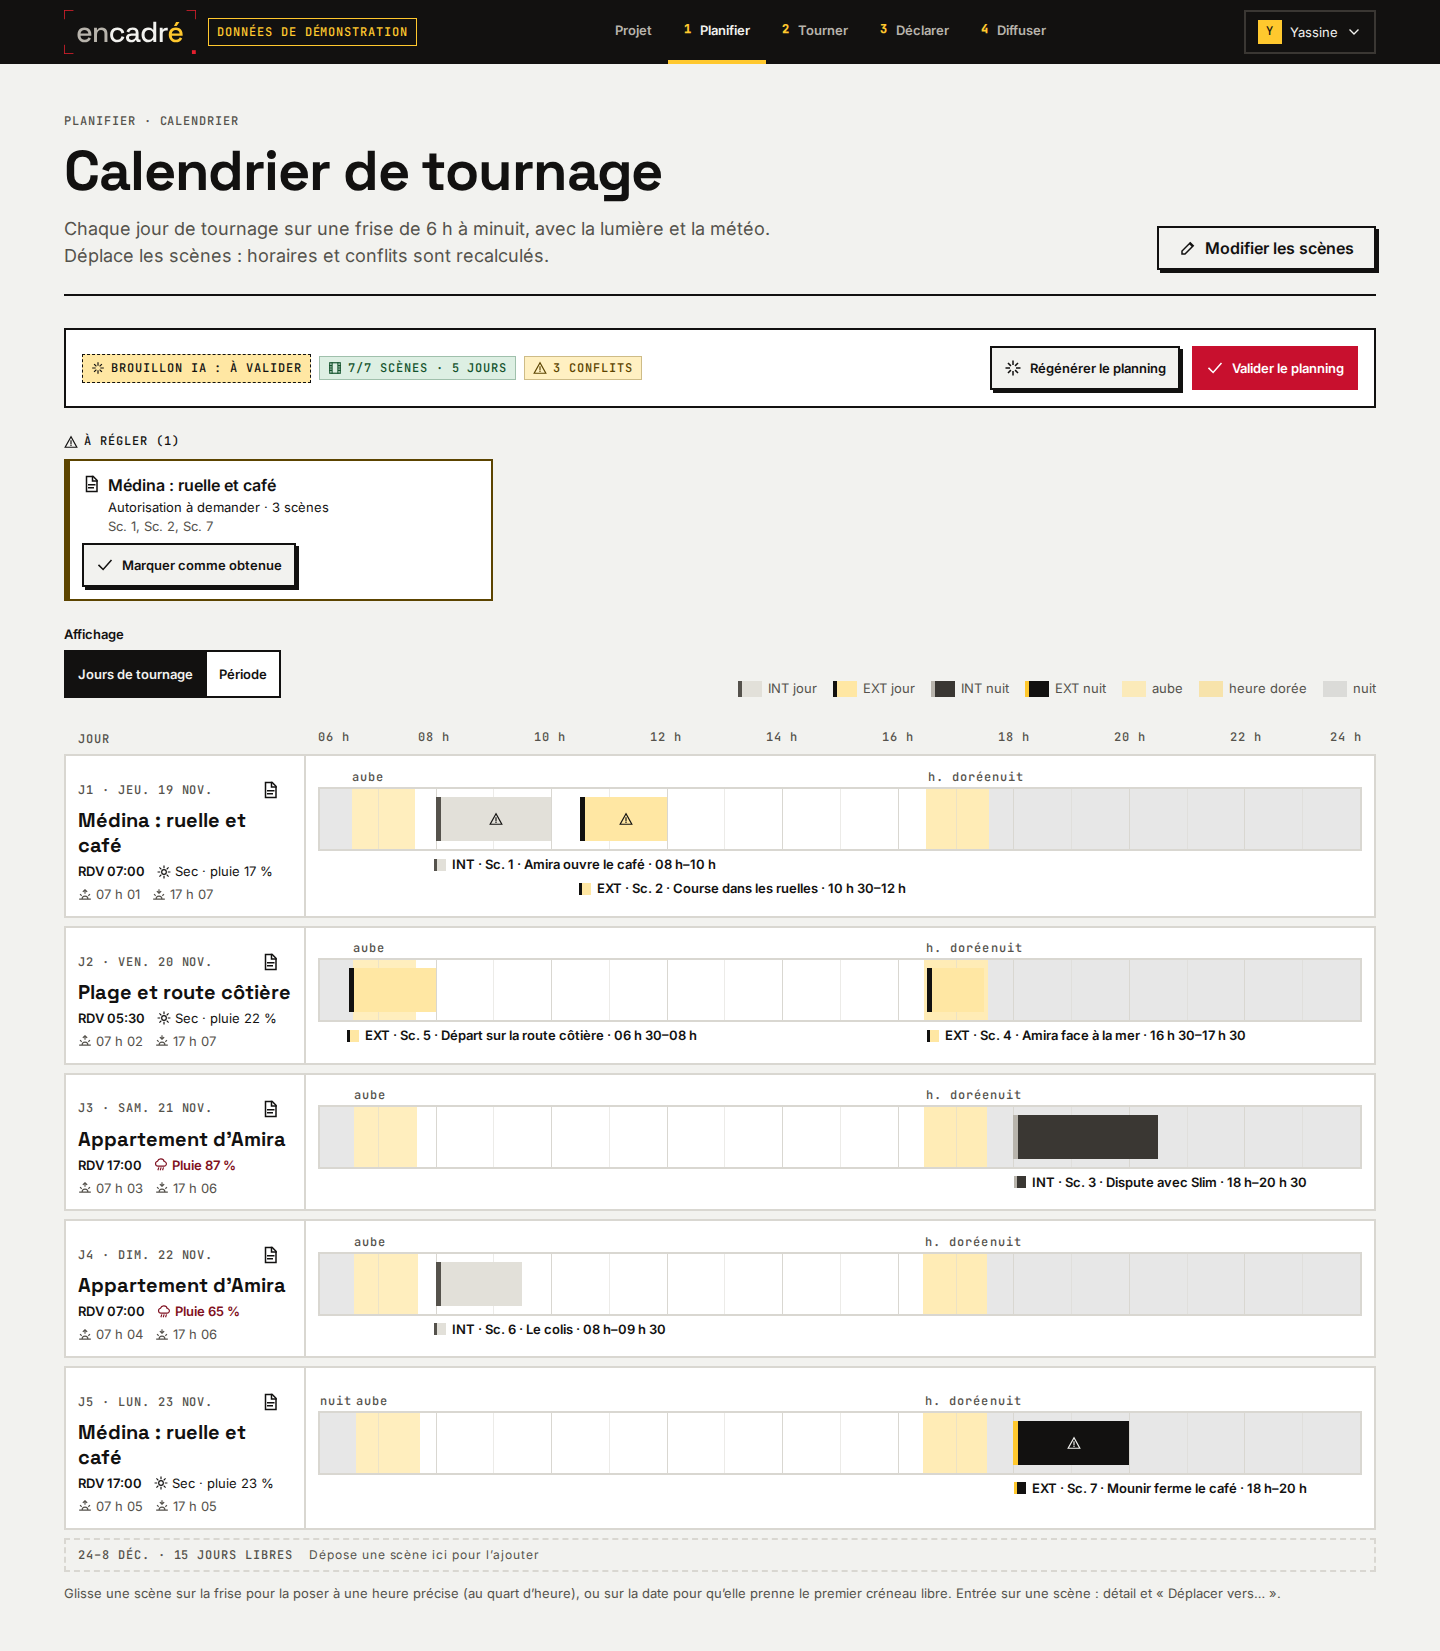 encadré
DONNÉES DE DÉMONSTRATION
Projet
1 Planifier
2 Tourner
3 Déclarer
4 Diffuser
Y Yassine
PLANIFIER · CALENDRIER
Calendrier de tournage
Chaque jour de tournage sur une frise de 6 h à minuit, avec la lumière et la météo.
Déplace les scènes : horaires et conflits sont recalculés.
Modifier les scènes
BROUILLON IA : À VALIDER
7/7 SCÈNES · 5 JOURS
3 CONFLITS
Régénérer le planning
Valider le planning
À RÉGLER (1)
Médina : ruelle et café
Autorisation à demander · 3 scènes
Sc. 1, Sc. 2, Sc. 7
Marquer comme obtenue
Affichage
Jours de tournage
Période
INT jour
EXT jour
INT nuit
EXT nuit
aube
heure dorée
nuit
JOUR
06 h
08 h
10 h
12 h
14 h
16 h
18 h
20 h
22 h
24 h
J1 · JEU. 19 NOV.
Médina : ruelle et
café
RDV 07:00
Sec · pluie 17 %
07 h 01
17 h 07
aube
h. dorée
nuit
INT · Sc. 1 · Amira ouvre le café · 08 h–10 h
EXT · Sc. 2 · Course dans les ruelles · 10 h 30–12 h
J2 · VEN. 20 NOV.
Plage et route côtière
RDV 05:30
Sec · pluie 22 %
07 h 02
17 h 07
aube
h. dorée
nuit
EXT · Sc. 5 · Départ sur la route côtière · 06 h 30–08 h
EXT · Sc. 4 · Amira face à la mer · 16 h 30–17 h 30
J3 · SAM. 21 NOV.
Appartement d’Amira
RDV 17:00
Pluie 87 %
07 h 03
17 h 06
aube
h. dorée
nuit
INT · Sc. 3 · Dispute avec Slim · 18 h–20 h 30
J4 · DIM. 22 NOV.
Appartement d’Amira
RDV 07:00
Pluie 65 %
07 h 04
17 h 06
aube
h. dorée
nuit
INT · Sc. 6 · Le colis · 08 h–09 h 30
J5 · LUN. 23 NOV.
Médina : ruelle et
café
RDV 17:00
Sec · pluie 23 %
07 h 05
17 h 05
nuit
aube
h. dorée
nuit
EXT · Sc. 7 · Mounir ferme le café · 18 h–20 h
24–8 DÉC. · 15 JOURS LIBRES
Dépose une scène ici pour l’ajouter
Glisse une scène sur la frise pour la poser à une heure précise (au quart d’heure), ou sur la date pour qu’elle prenne le premier créneau libre. Entrée sur une scène : détail et « Déplacer vers… ».